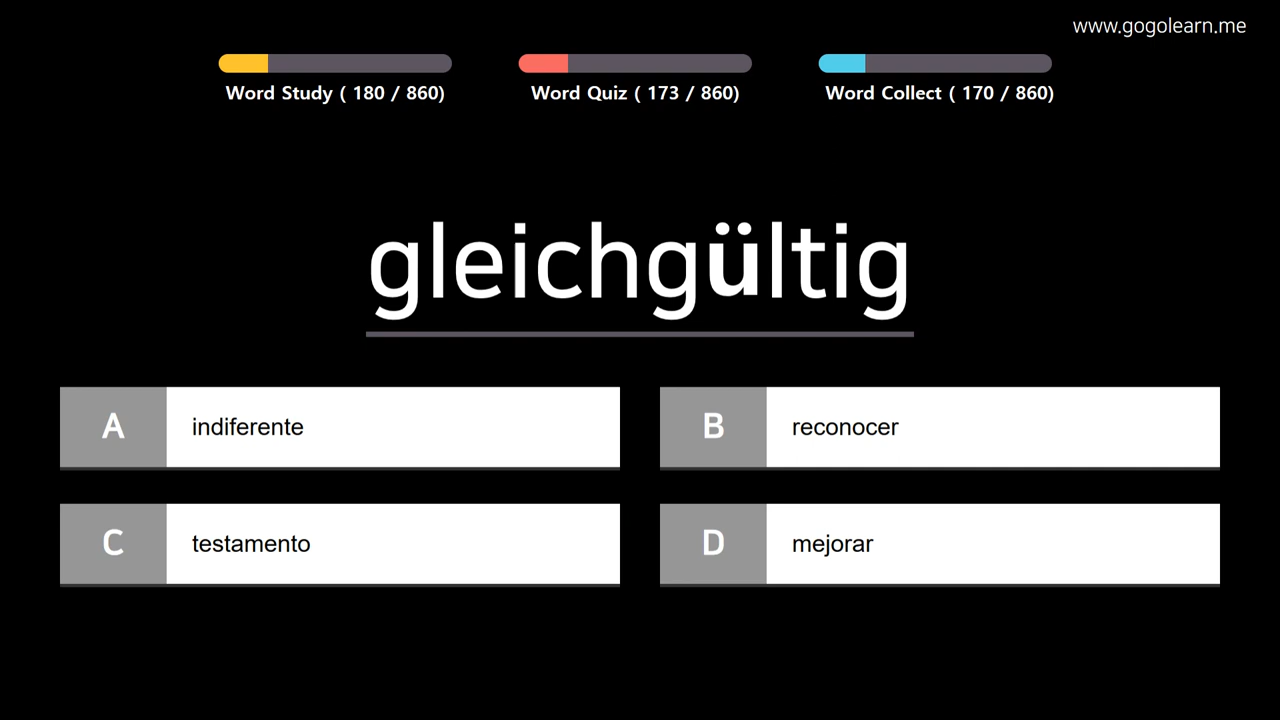 www.gogolearn.me
Word Study ( 180 / 860)
Word Quiz ( 173 / 860)
Word Collect ( 170 / 860)
gleichgültig
A indiferente
B reconocer
C testamento
D mejorar